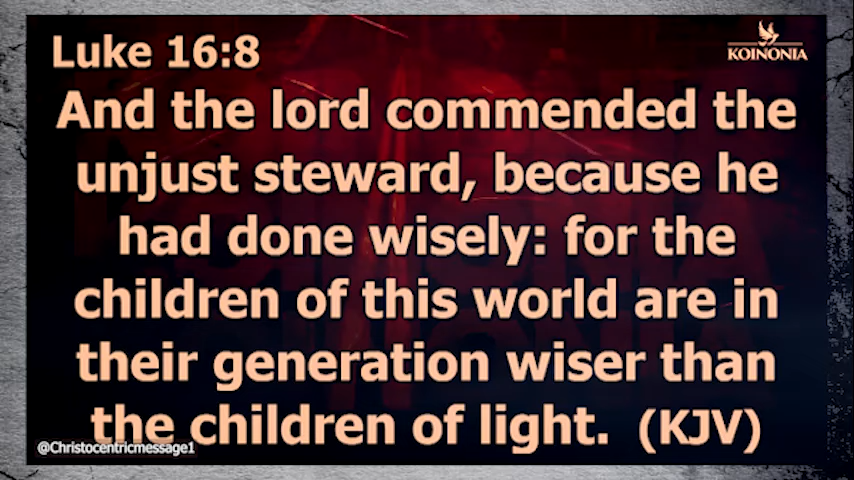 Luke 16:8
KOINONIA
And the lord commended the
unjust steward, because he
had done wisely: for the
children of this world are in
their generation wiser than
the children of light. (KJV)
@Christocentricmessage1